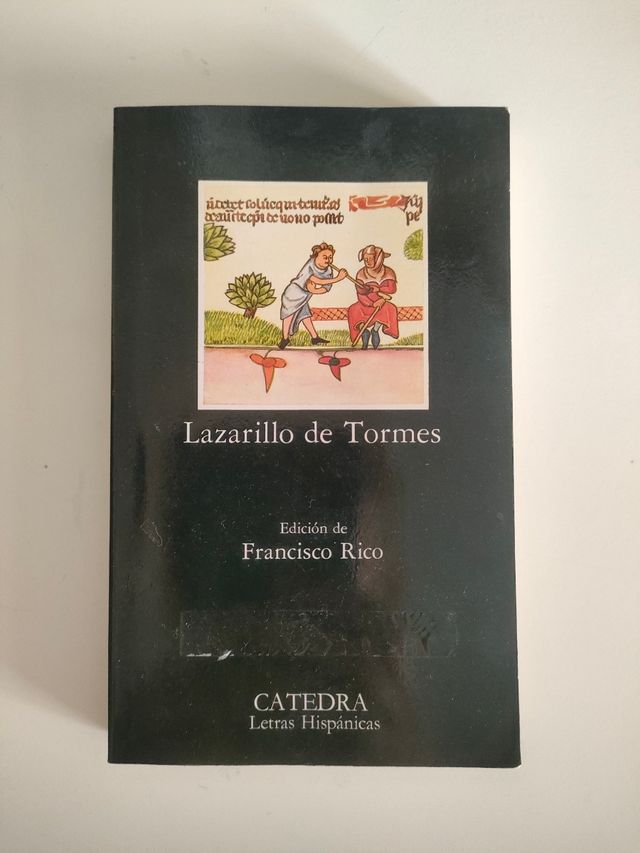 Lazarillo de Tormes
Edición de
Francisco Rico
CATEDRA
Letras Hispánicas